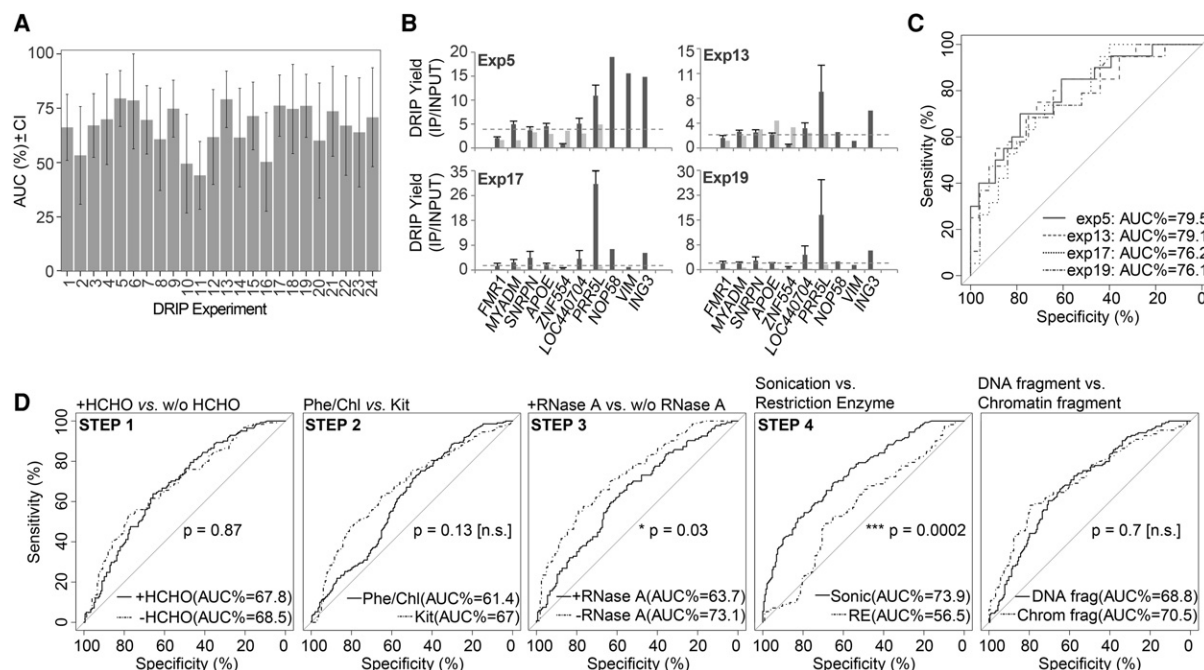 A
100
75
50
25
0
AUC (%) ± CI
1 2 3 4 5 6 7 8 9 10 11 12 13 14 15 16 17 18 19 20 21 22 23 24
DRIP Experiment
B
Exp5
20
15
10
5
0
DRIP Yield
(IP/INPUT)
Exp13
15
11
8
4
0
Exp17
35
26
18
9
0
DRIP Yield
(IP/INPUT)
Exp19
30
23
15
8
0
FMR1 MYADM SNRPN APOE ZNF554 LOC440704 PRR5L NOP58 VIM ING3
FMR1 MYADM SNRPN APOE ZNF554 LOC440704 PRR5L NOP58 VIM ING3
C
100
80
60
40
20
0
Sensitivity (%)
exp5: AUC%=79.5
exp13: AUC%=79.1
exp17: AUC%=76.2
exp19: AUC%=76.1
100 80 60 40 20 0
Specificity (%)
D
+HCHO vs. w/o HCHO
STEP 1
100
80
60
40
20
0
Sensitivity (%)
p = 0.87
+HCHO(AUC%=67.8)
-HCHO(AUC%=68.5)
100 80 60 40 20 0
Specificity (%)
Phe/Chl vs. Kit
STEP 2
p = 0.13 [n.s.]
Phe/Chl(AUC%=61.4)
Kit(AUC%=67)
100 80 60 40 20 0
Specificity (%)
+RNase A vs. w/o RNase A
STEP 3
* p = 0.03
+RNase A(AUC%=63.7)
-RNase A(AUC%=73.1)
100 80 60 40 20 0
Specificity (%)
Sonication vs.
Restriction Enzyme
STEP 4
*** p = 0.0002
Sonic(AUC%=73.9)
RE(AUC%=56.5)
100 80 60 40 20 0
Specificity (%)
DNA fragment vs.
Chromatin fragment
p = 0.7 [n.s.]
DNA frag(AUC%=68.8)
Chrom frag(AUC%=70.5)
100 80 60 40 20 0
Specificity (%)